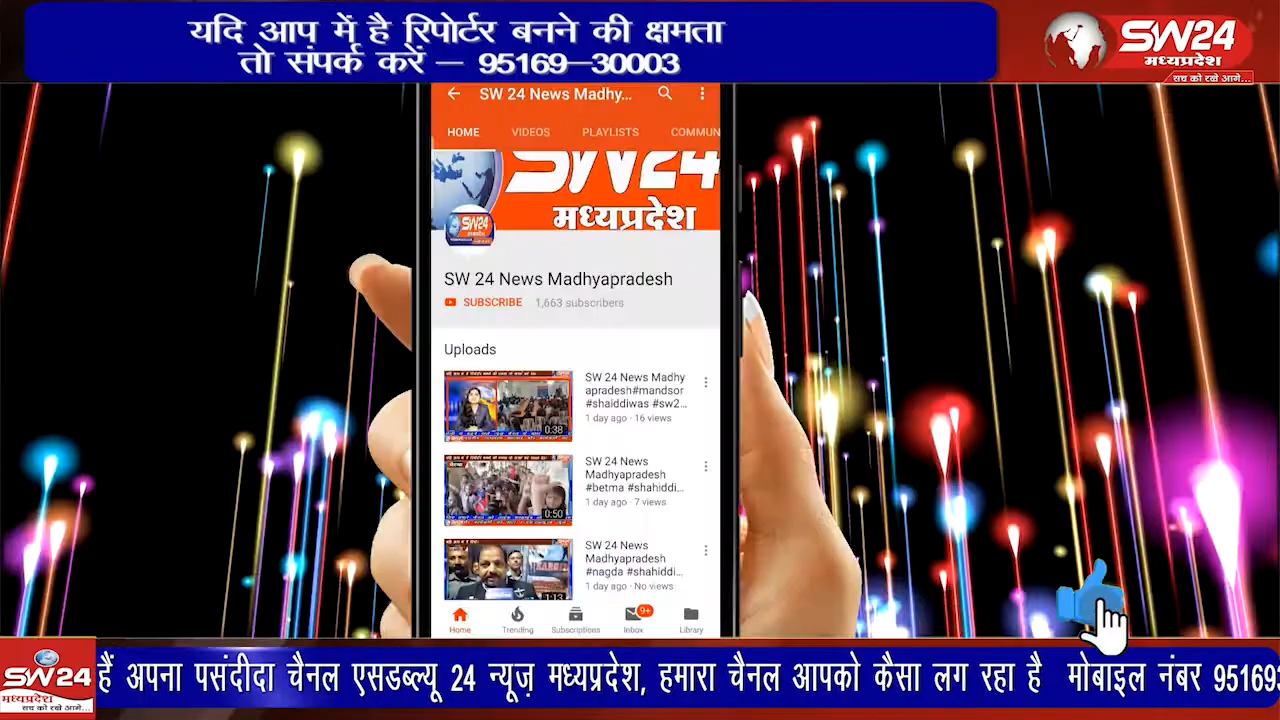 यदि आप में है रिपोर्टर बनने की क्षमता
तो संपर्क करें – 95169–30003
SW24
मध्यप्रदेश
सच को रखे आगे...
SW 24 News Madhy...
HOME VIDEOS PLAYLISTS COMMUN
SW24
मध्यप्रदेश
SW24
SW 24 News Madhyapradesh
SUBSCRIBE 1,663 subscribers
Uploads
SW 24 News Madhy
apradesh#mandsor
#shaiddiwas #sw2...
1 day ago · 16 views
0:38
SW 24 News
Madhyapradesh
#betma #shahiddi...
1 day ago · 7 views
0:50
SW 24 News
Madhyapradesh
#nagda #shahiddi...
1 day ago · No views
1:13
9+
Home Trending Subscriptions Inbox Library
SW24
मध्यप्रदेश
सच को रखे आगे...
हैं अपना पसंदीदा चैनल एसडब्ल्यू 24 न्यूज़ मध्यप्रदेश, हमारा चैनल आपको कैसा लग रहा है मोबाइल नंबर 95169